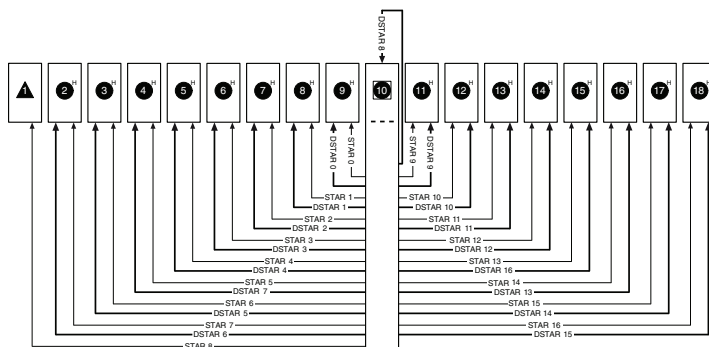 DSTAR 8
1 2 H 3 H 4 H 5 H 6 H 7 H 8 H 9 H 10 11 H 12 H 13 H 14 H 15 H 16 H 17 H 18 H
DSTAR 0 STAR 0 STAR 9 DSTAR 9
STAR 1 STAR 10
DSTAR 1 DSTAR 10
STAR 2 STAR 11
DSTAR 2 DSTAR 11
STAR 3 STAR 12
DSTAR 3 DSTAR 12
STAR 4 STAR 13
DSTAR 4 DSTAR 16
STAR 5 STAR 14
DSTAR 7 DSTAR 13
STAR 6 STAR 15
DSTAR 5 DSTAR 14
STAR 7 STAR 16
DSTAR 6 DSTAR 15
STAR 8